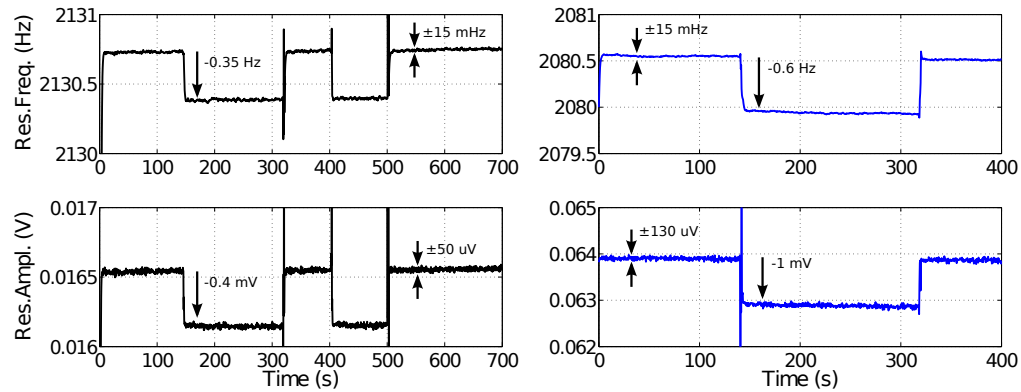 Res.Freq. (Hz)
2131
2130.5
2130
0 100 200 300 400 500 600 700
-0.35 Hz
±15 mHz
2081
2080.5
2080
2079.5
0 100 200 300 400
±15 mHz
-0.6 Hz
Res.Ampl. (V)
0.017
0.0165
0.016
0 100 200 300 400 500 600 700
-0.4 mV
±50 uV
Time (s)
0.065
0.064
0.063
0.062
0 100 200 300 400
±130 uV
-1 mV
Time (s)